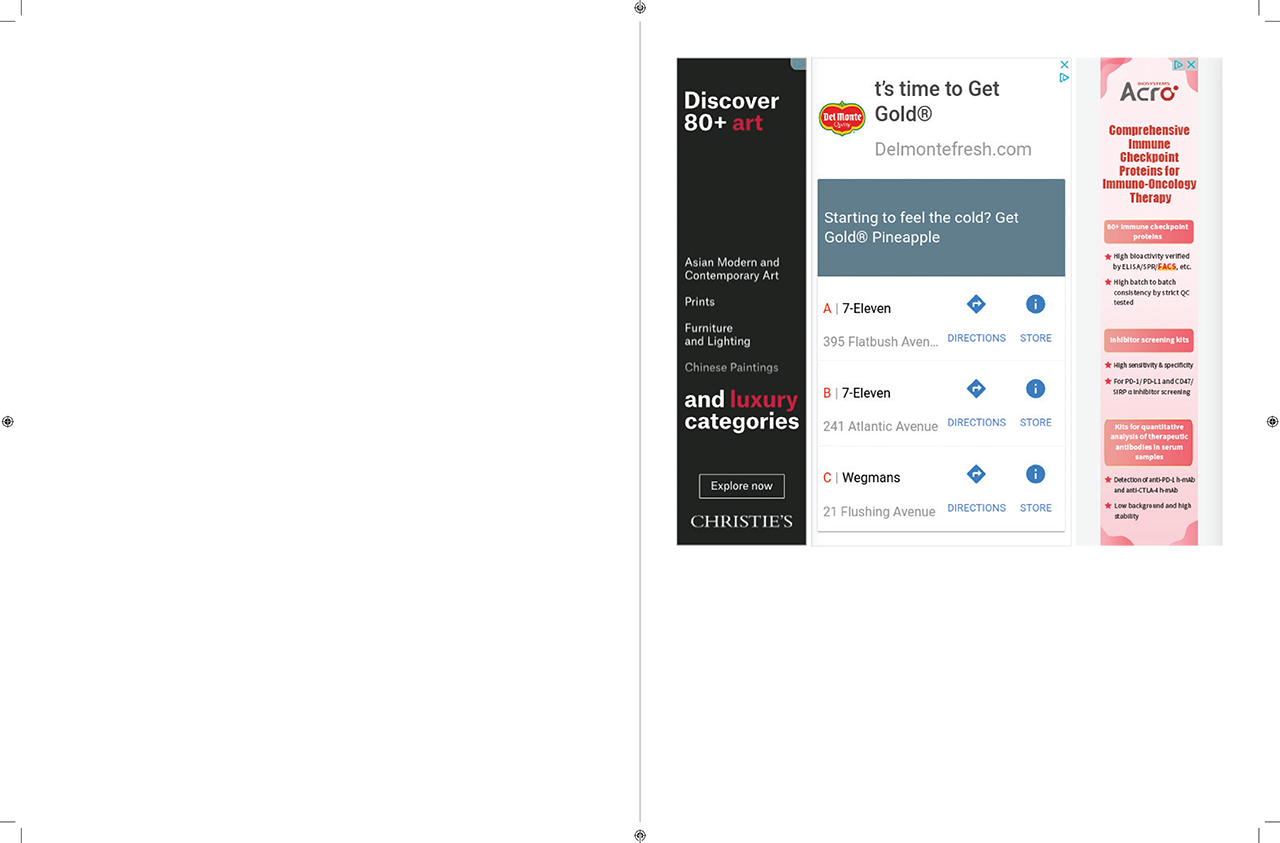 Discover
80+ art
Asian Modern and
Contemporary Art
Prints
Furniture
and Lighting
Chinese Paintings
and luxury
categories
Explore now
CHRISTIE'S
t's time to Get
Gold®
Del Monte
Quality
Delmontefresh.com
Starting to feel the cold? Get
Gold® Pineapple
A | 7-Eleven
395 Flatbush Aven...
DIRECTIONS
STORE
B | 7-Eleven
241 Atlantic Avenue
DIRECTIONS
STORE
C | Wegmans
21 Flushing Avenue
DIRECTIONS
STORE
BIOSYSTEMS
Acro
Comprehensive
Immune
Checkpoint
Proteins for
Immuno-Oncology
Therapy
80+ immune checkpoint
proteins
High bioactivity verified
by ELISA/SPR/FACS, etc.
High batch to batch
consistency by strict QC
tested
Inhibitor screening kits
High sensitivity & specificity
For PD-1/ PD-L1 and CD47/
SIRP α inhibitor screening
Kits for quantitative
analysis of therapeutic
antibodies in serum
samples
Detection of anti-PD-1 h-mAb
and anti-CTLA-4 h-mAb
Low background and high
stability